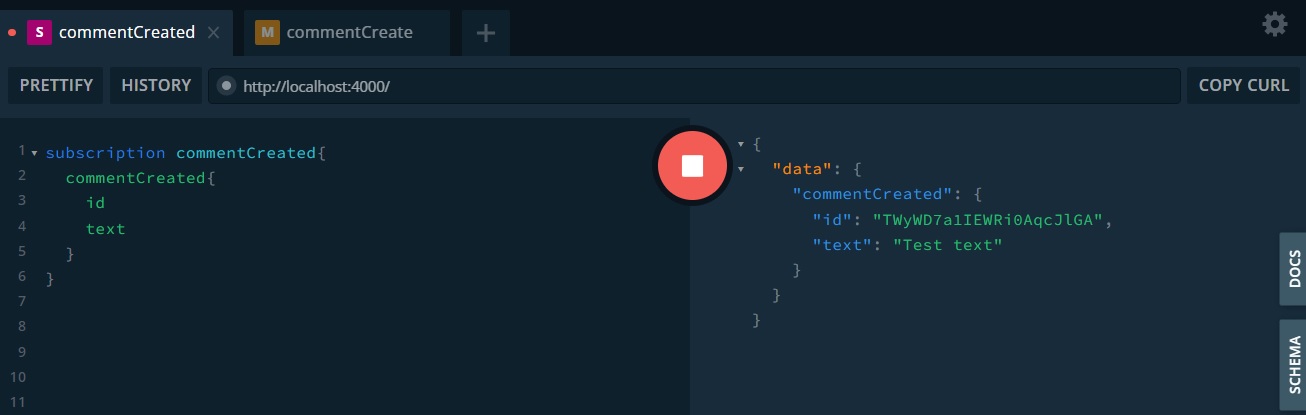 S commentCreated
M commentCreate
PRETTIFY
HISTORY
http://localhost:4000/
COPY CURL
1 subscription commentCreated{
2 commentCreated{
3 id
4 text
5 }
6 }
7
8
9
10
11
{
"data": {
"commentCreated": {
"id": "TWyWD7a1IEWRi0AqcJlGA",
"text": "Test text"
}
}
}
DOCS
SCHEMA